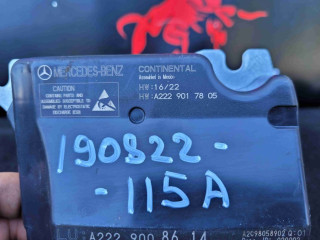 MERCEDES-BENZ
CONTINENTAL
Assembled in Mexico
CAUTION
HW:16/22
HW:A222 901 78 05
190822-
-115A
A222 900 86 14